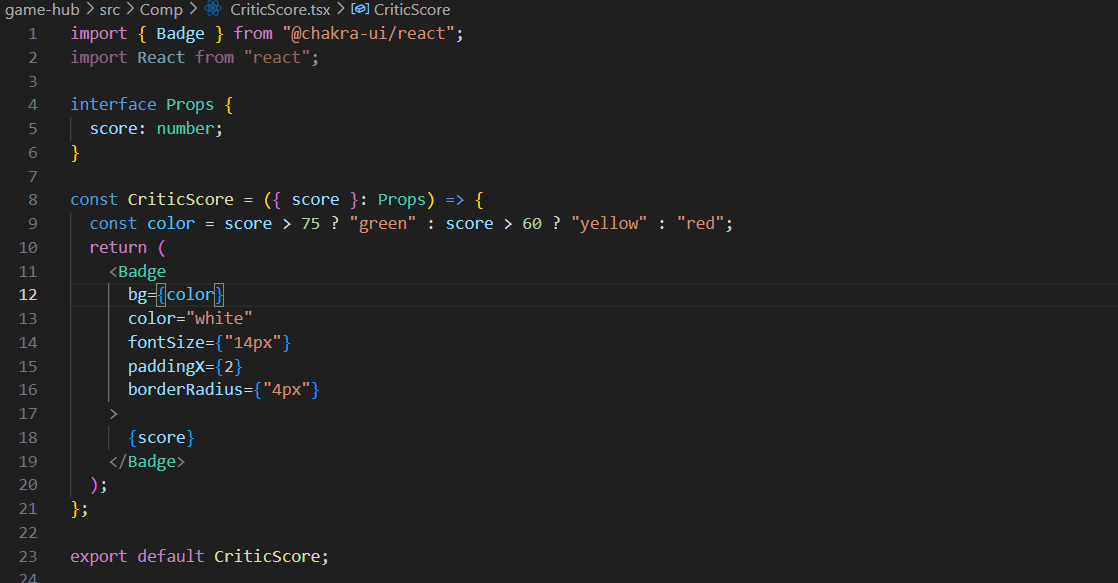 game-hub > src > Comp > CriticScore.tsx > CriticScore
1 import { Badge } from "@chakra-ui/react";
2 import React from "react";
3
4 interface Props {
5   score: number;
6 }
7
8 const CriticScore = ({ score }: Props) => {
9   const color = score > 75 ? "green" : score > 60 ? "yellow" : "red";
10   return (
11     <Badge
12       bg={color}
13       color="white"
14       fontSize={"14px"}
15       paddingX={2}
16       borderRadius={"4px"}
17     >
18       {score}
19     </Badge>
20   );
21 };
22
23 export default CriticScore;
24